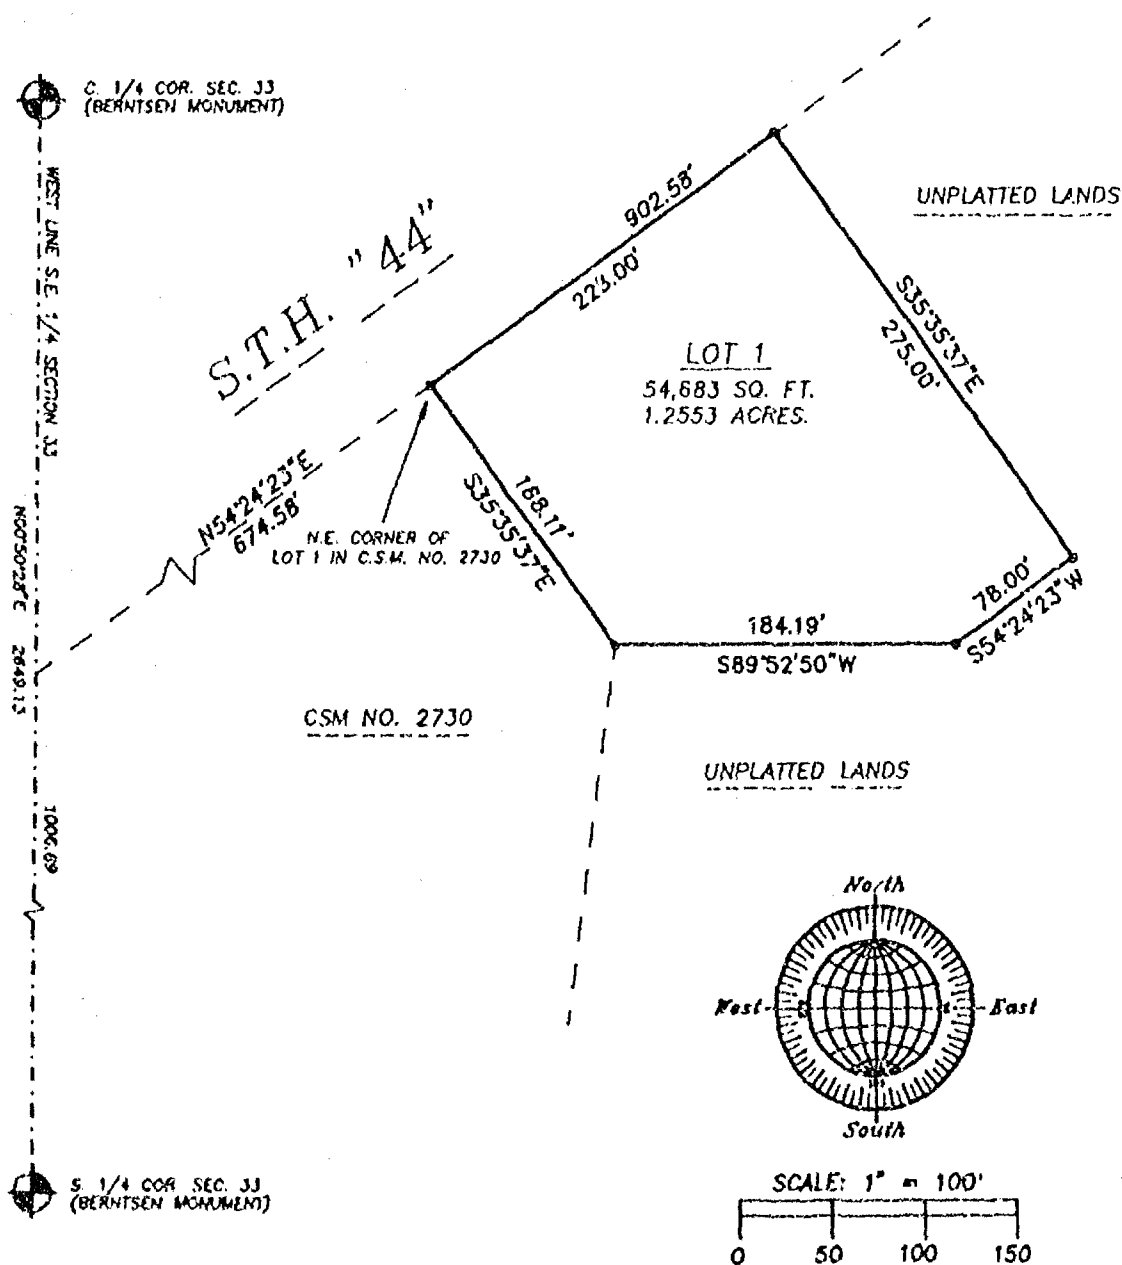 C. 1/4 COR. SEC. 33
(BERNTSEN MONUMENT)
WEST LINE S.E. 1/4 SECTION 33
N00°50'28"E 2649.13
1006.69
S.T.H. "44"
902.58'
223.00'
UNPLATTED LANDS
S35°35'37"E
275.00'
LOT 1
54,683 SQ. FT.
1.2553 ACRES.
N54°24'23"E
674.58'
N.E. CORNER OF
LOT 1 IN C.S.M. NO. 2730
168.11'
S35°35'37"E
184.19'
S89°52'50"W
78.00'
S54°24'23"W
CSM NO. 2730
UNPLATTED LANDS
North
West
East
South
S. 1/4 COR. SEC. 33
(BERNTSEN MONUMENT)
SCALE: 1" = 100'
0 50 100 150